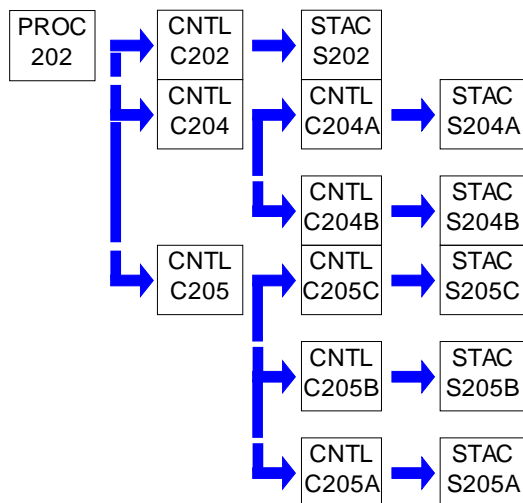 PROC
202
CNTL
C202
STAC
S202
CNTL
C204
CNTL
C204A
STAC
S204A
CNTL
C204B
STAC
S204B
CNTL
C205
CNTL
C205C
STAC
S205C
CNTL
C205B
STAC
S205B
CNTL
C205A
STAC
S205A